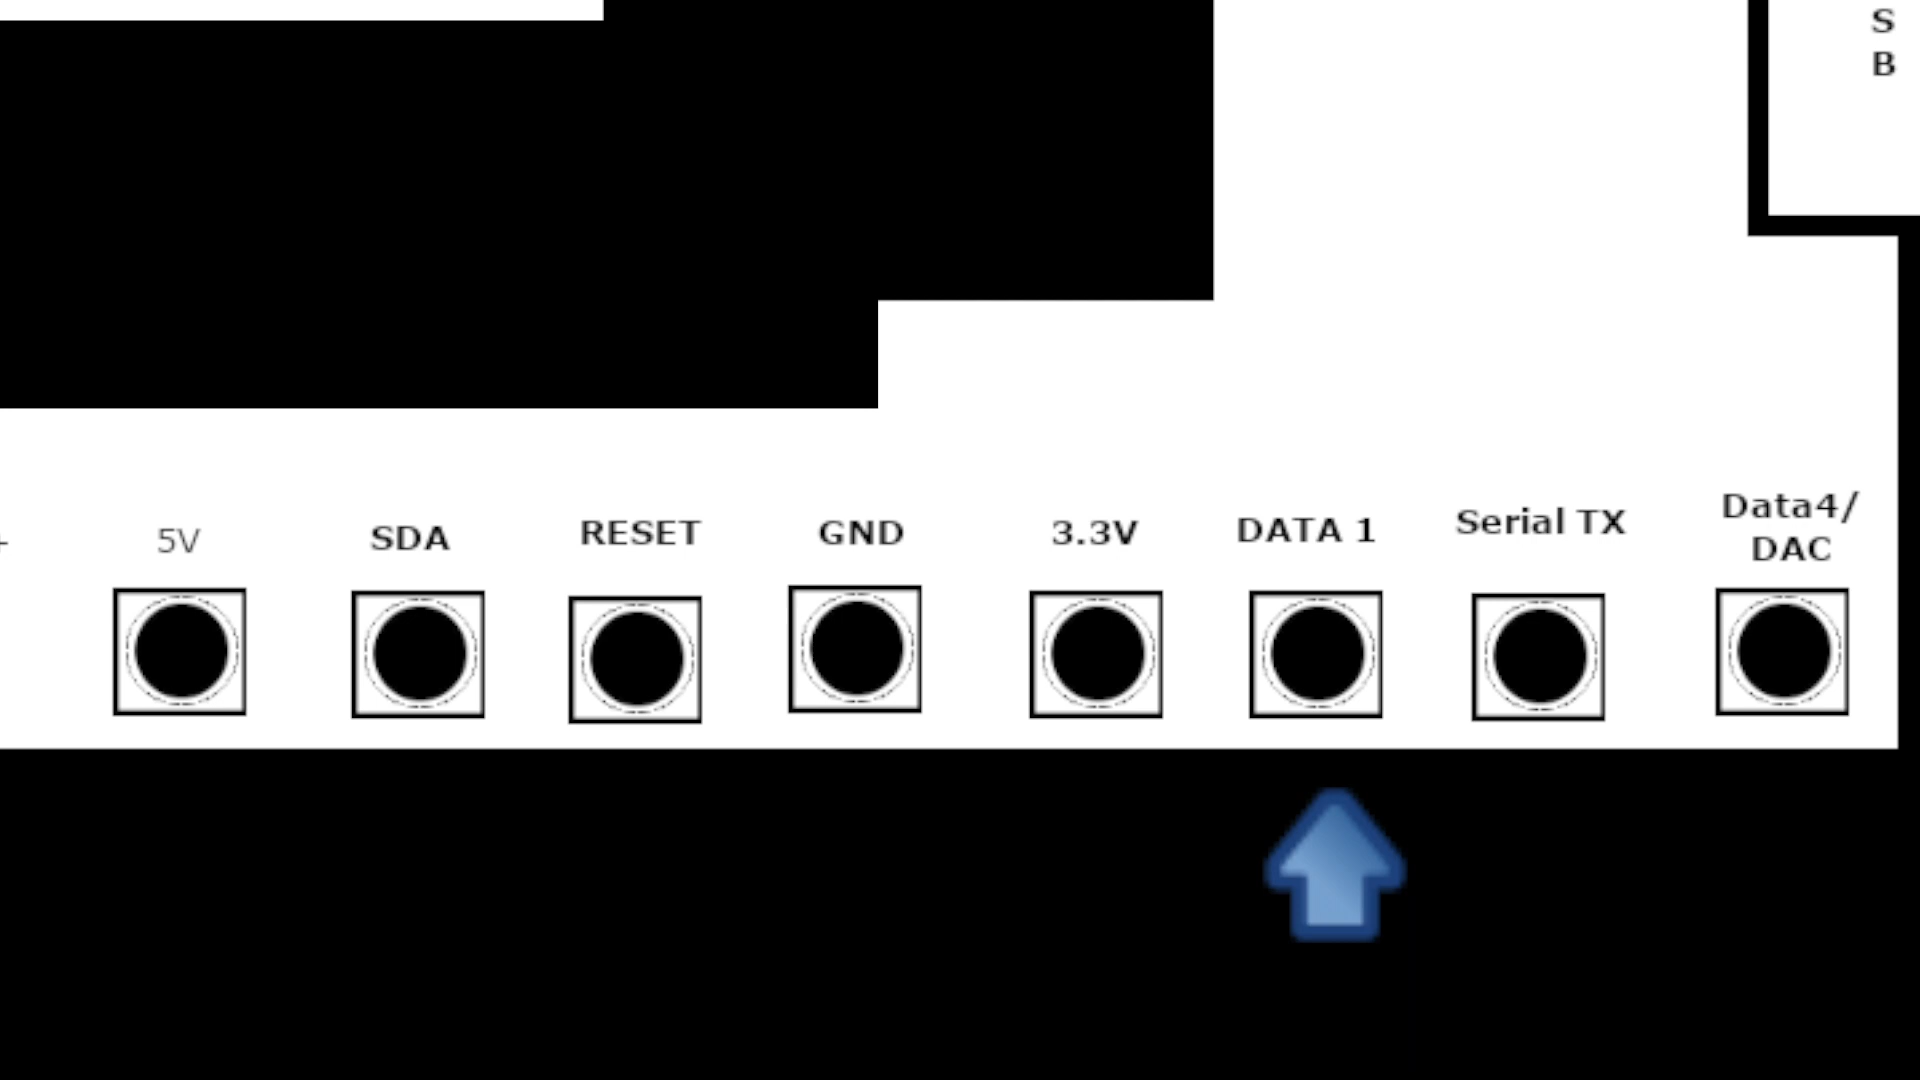 S
B
5V
SDA
RESET
GND
3.3V
DATA 1
Serial TX
Data4/
DAC